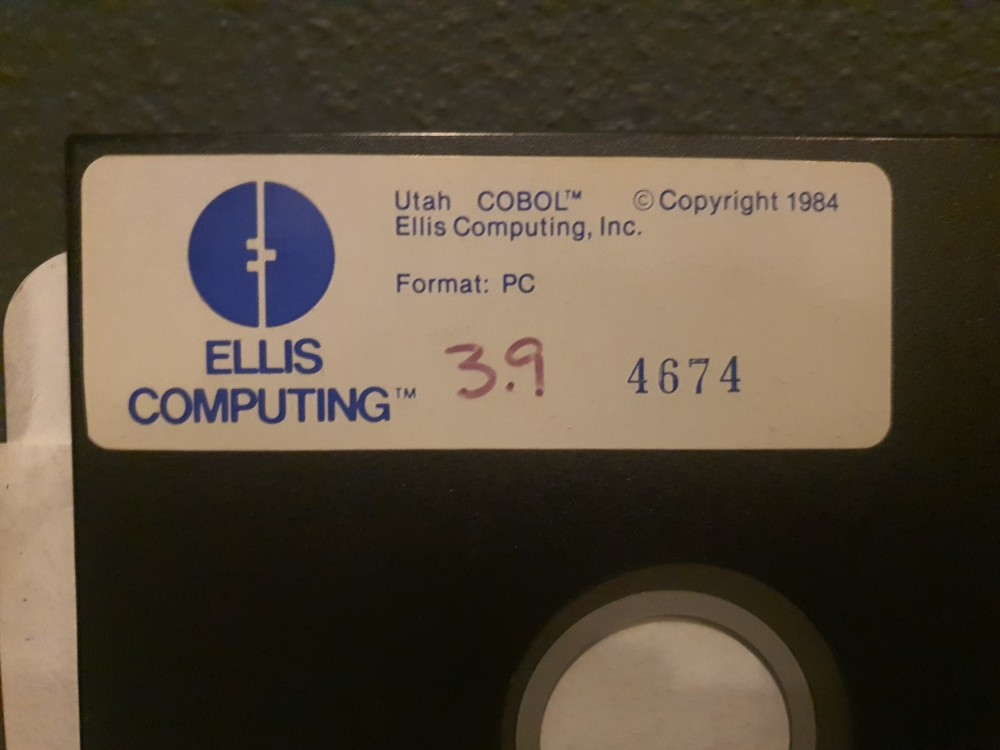 Utah COBOL™ © Copyright 1984
Ellis Computing, Inc.
Format: PC
ELLIS
COMPUTING™
3.9 4674